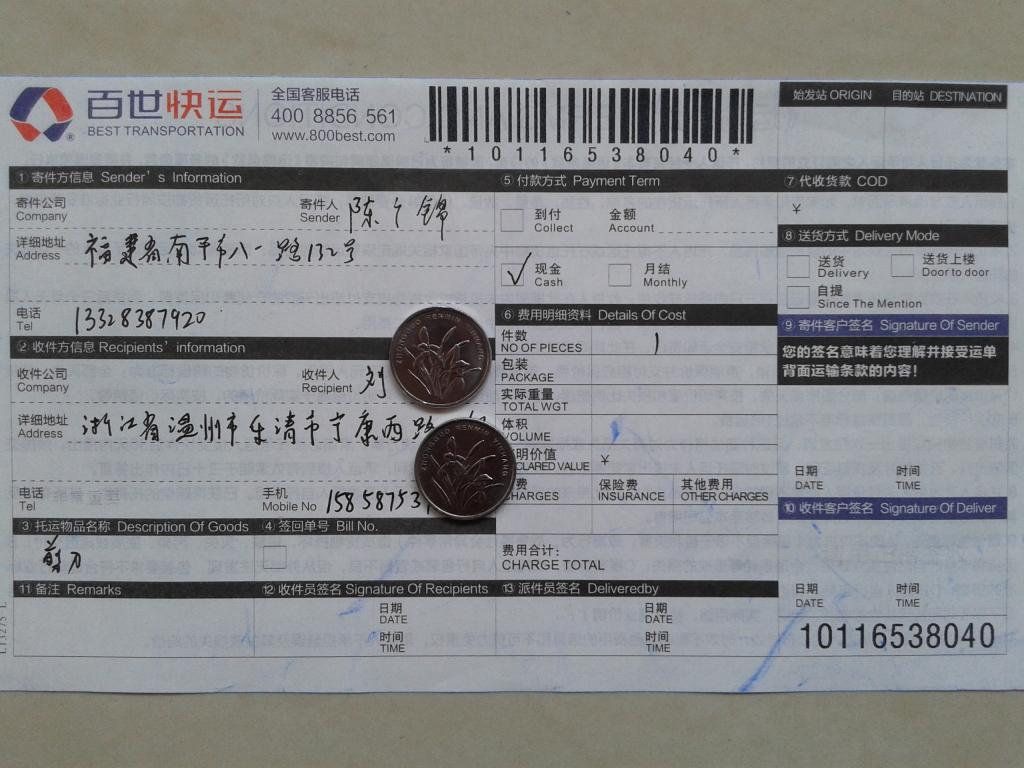 百世快运
BEST TRANSPORTATION
全国客服电话
400 8856 561
www.800best.com
*10116538040*
始发站 ORIGIN 目的站 DESTINATION
① 寄件方信息 Sender's Information
寄件公司 Company
寄件人 Sender 陈 锦
详细地址 Address 福建省南平市八一路132号
电话 Tel 13328387920
② 收件方信息 Recipients' information
收件公司 Company
收件人 Recipient 刘
详细地址 Address 浙江省温州市乐清市宁康西路
电话 Tel
手机 Mobile No 15858753
③ 托运物品名称 Description Of Goods
剪刀
④ 签回单号 Bill No.
⑤ 付款方式 Payment Term
到付 Collect
金额 Account
✓ 现金 Cash
月结 Monthly
⑥ 费用明细资料 Details Of Cost
件数 NO OF PIECES 1
包装 PACKAGE
实际重量 TOTAL WGT
体积 VOLUME
明价值 CLARED VALUE ¥
费 CHARGES
保险费 INSURANCE
其他费用 OTHER CHARGES
费用合计: CHARGE TOTAL
⑦ 代收货款 COD
¥
⑧ 送货方式 Delivery Mode
送货 Delivery
送货上楼 Door to door
自提 Since The Mention
⑨ 寄件客户签名 Signature Of Sender
您的签名意味着您理解并接受运单
背面运输条款的内容!
日期 DATE 时间 TIME
⑩ 收件客户签名 Signature Of Deliver
日期 DATE 时间 TIME
11 备注 Remarks
⑫ 收件员签名 Signature Of Recipients
日期 DATE
时间 TIME
⑬ 派件员签名 Deliveredby
日期 DATE
时间 TIME
10116538040
ZHONGGUO RENMIN YINHANG
ZHONGGUO RENMIN YINHANG